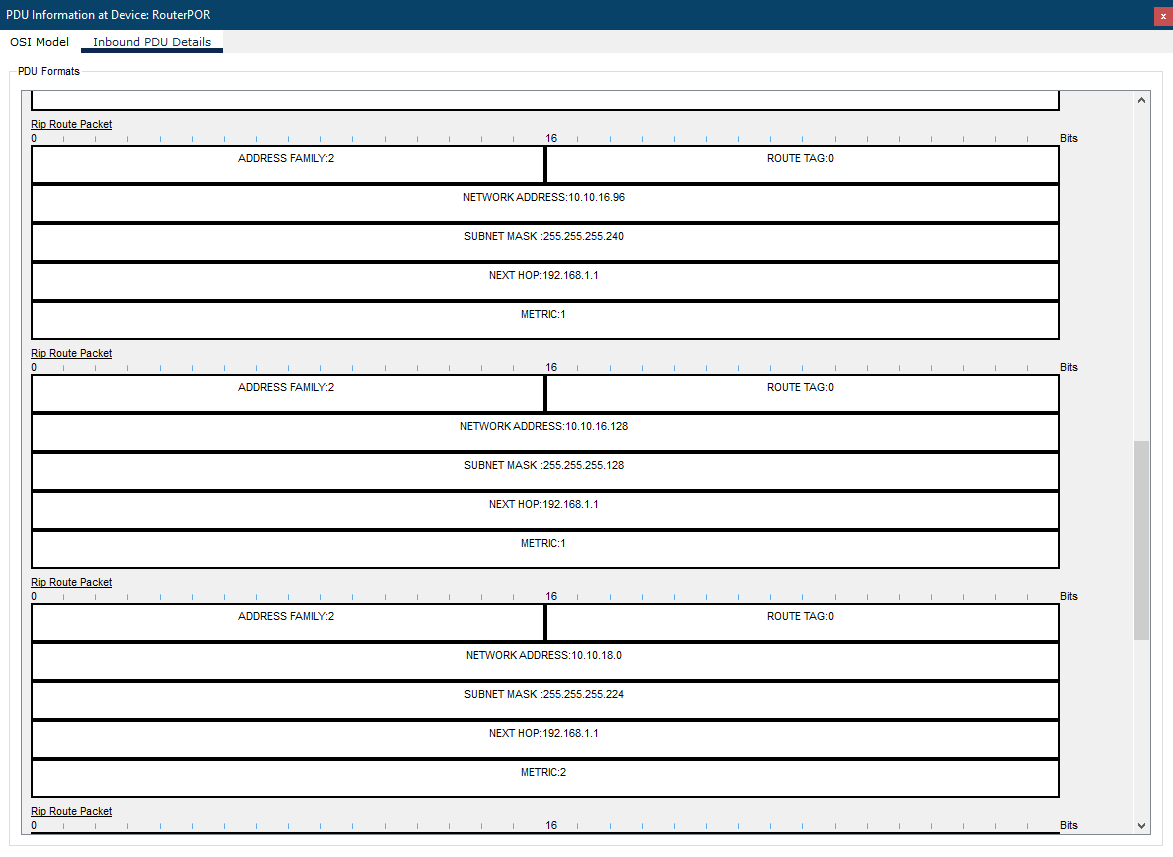 PDU Information at Device: RouterPOR
x
OSI Model Inbound PDU Details
PDU Formats
Rip Route Packet
0 16 Bits
ADDRESS FAMILY:2 ROUTE TAG:0
NETWORK ADDRESS:10.10.16.96
SUBNET MASK :255.255.255.240
NEXT HOP:192.168.1.1
METRIC:1
Rip Route Packet
0 16 Bits
ADDRESS FAMILY:2 ROUTE TAG:0
NETWORK ADDRESS:10.10.16.128
SUBNET MASK :255.255.255.128
NEXT HOP:192.168.1.1
METRIC:1
Rip Route Packet
0 16 Bits
ADDRESS FAMILY:2 ROUTE TAG:0
NETWORK ADDRESS:10.10.18.0
SUBNET MASK :255.255.255.224
NEXT HOP:192.168.1.1
METRIC:2
Rip Route Packet
0 16 Bits